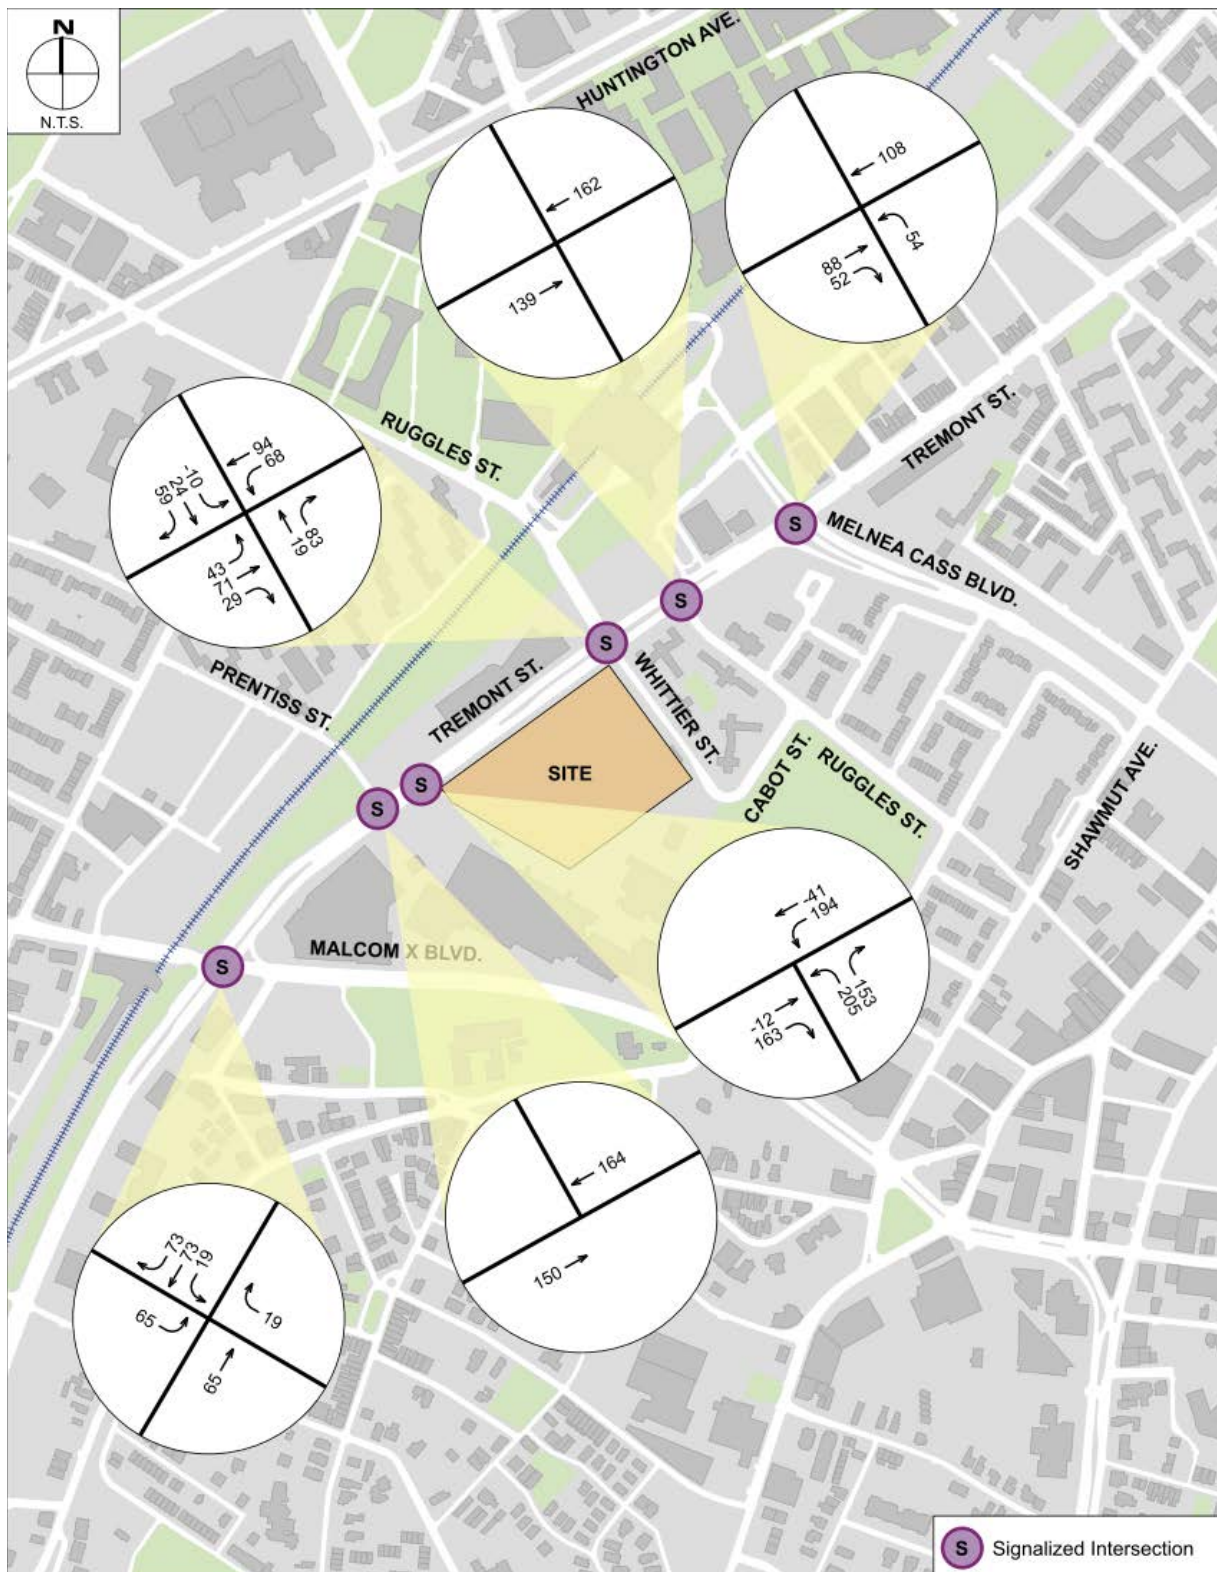 N
N.T.S.
HUNTINGTON AVE.
162
139
108
54
88
52
RUGGLES ST.
TREMONT ST.
94
68
-10
24
59
83
19
43
71
29
S
MELNEA CASS BLVD.
S
S
PRENTISS ST.
TREMONT ST.
WHITTIER ST.
SITE
S
S
CABOT ST.
RUGGLES ST.
SHAWMUT AVE.
MALCOM X BLVD.
S
-41
194
153
205
-12
163
164
150
73
73
19
65
19
65
S Signalized Intersection